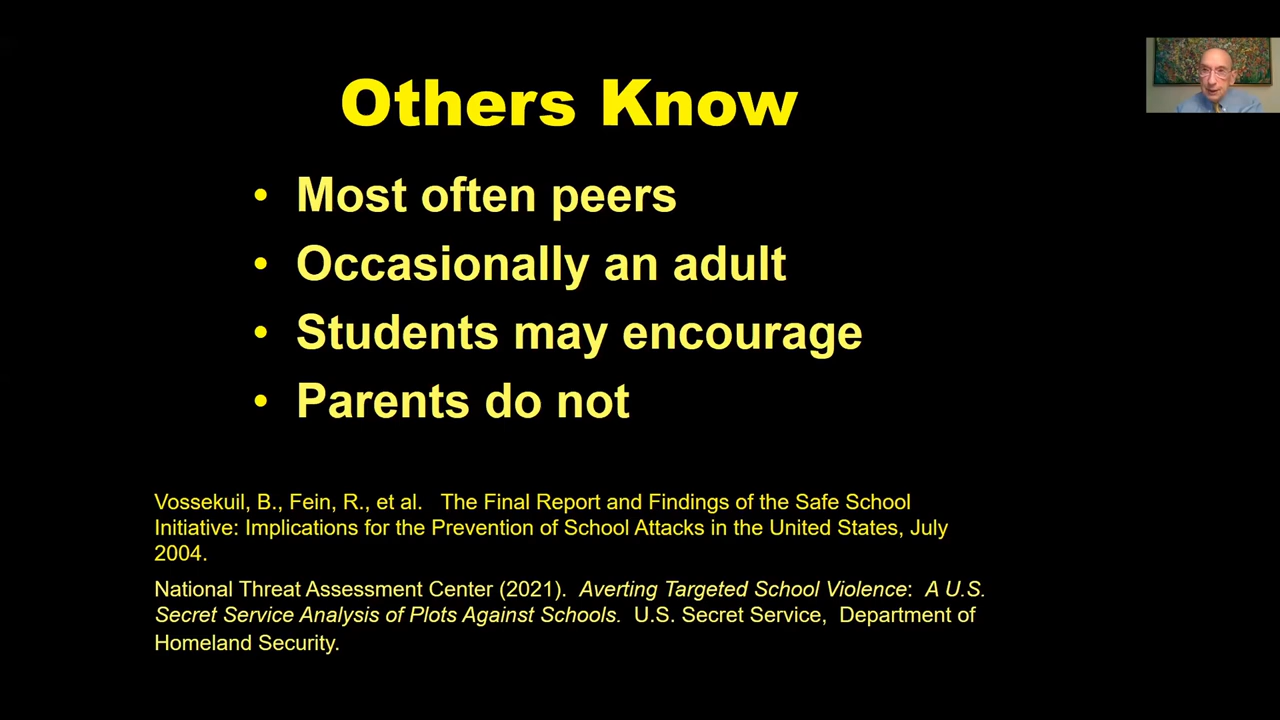 Others Know
• Most often peers
• Occasionally an adult
• Students may encourage
• Parents do not
Vossekuil, B., Fein, R., et al. The Final Report and Findings of the Safe School
Initiative: Implications for the Prevention of School Attacks in the United States, July
2004.
National Threat Assessment Center (2021). Averting Targeted School Violence: A U.S.
Secret Service Analysis of Plots Against Schools. U.S. Secret Service, Department of
Homeland Security.